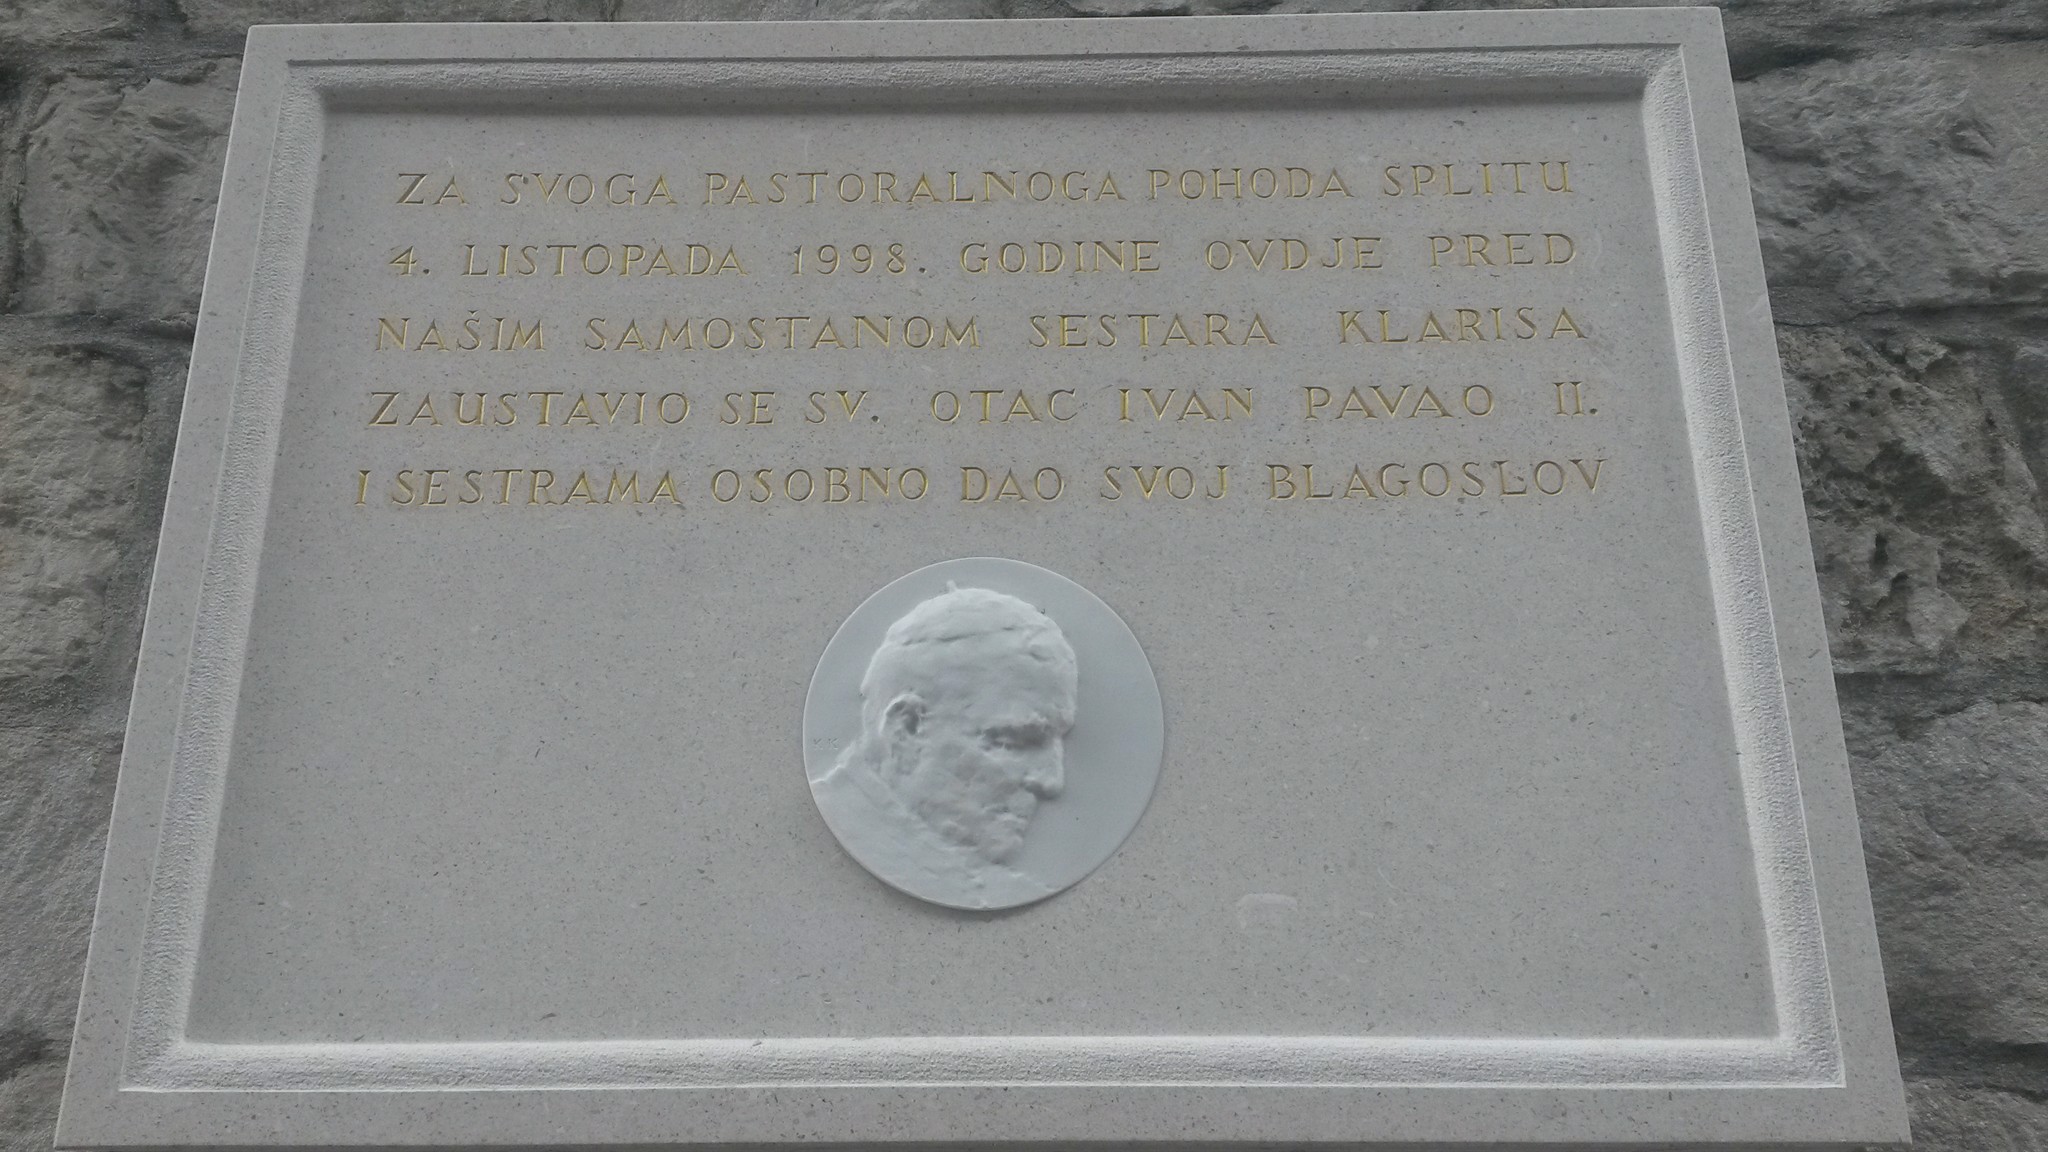 ZA SVOGA PASTORALNOGA POHODA SPLITU
4. LISTOPADA 1998. GODINE OVDJE PRED
NAŠIM SAMOSTANOM SESTARA KLARISA
ZAUSTAVIO SE SV. OTAC IVAN PAVAO II.
I SESTRAMA OSOBNO DAO SVOJ BLAGOSLOV